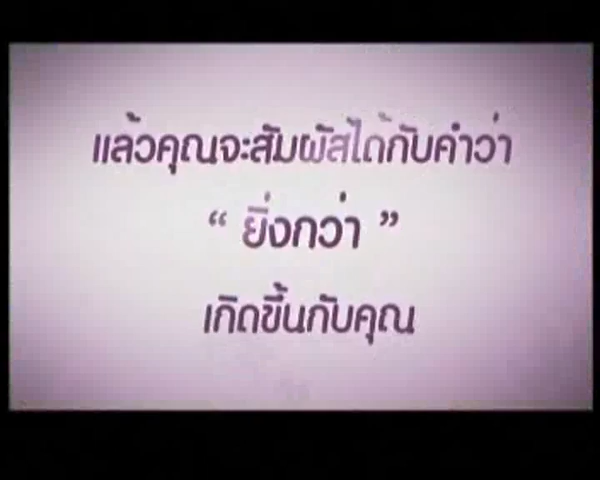 แล้วคุณจะสัมผัสได้กับคำว่า
“ ยิ่งกว่า ”
เกิดขึ้นกับคุณ